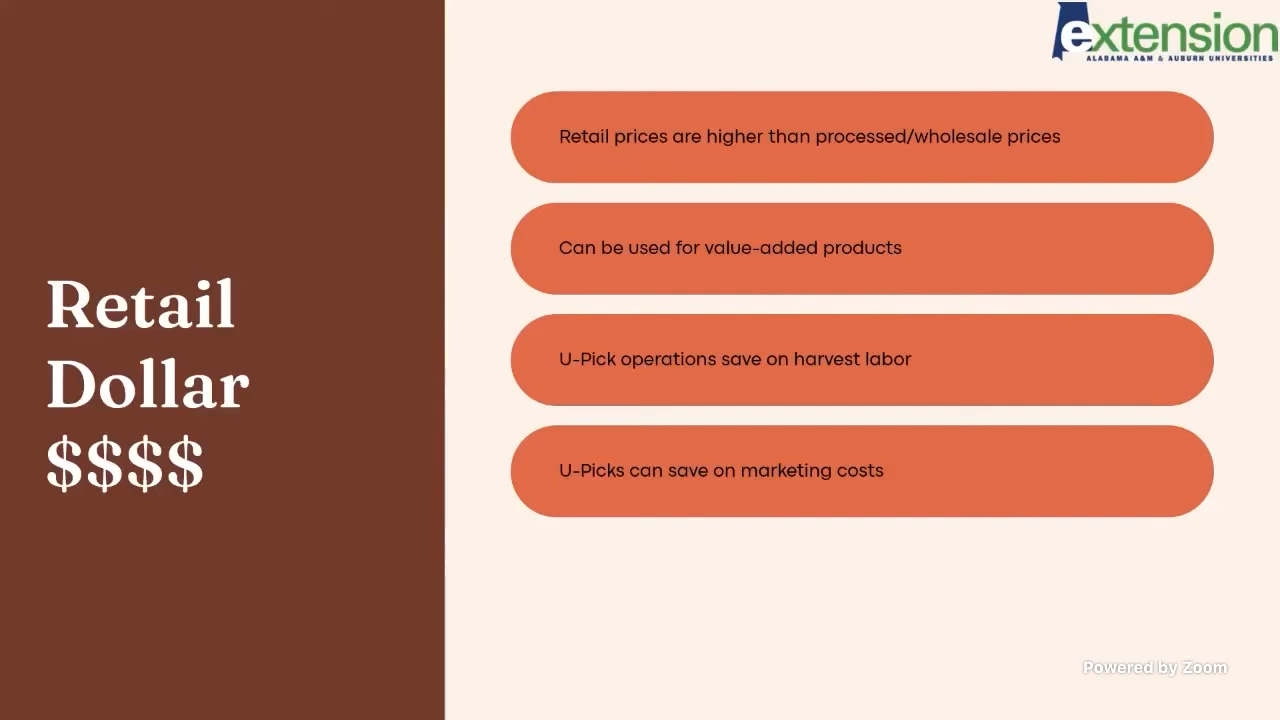 extension
ALABAMA A&M & AUBURN UNIVERSITIES
Retail prices are higher than processed/wholesale prices
Can be used for value-added products
Retail
Dollar
$$$$
U-Pick operations save on harvest labor
U-Picks can save on marketing costs
Powered by Zoom